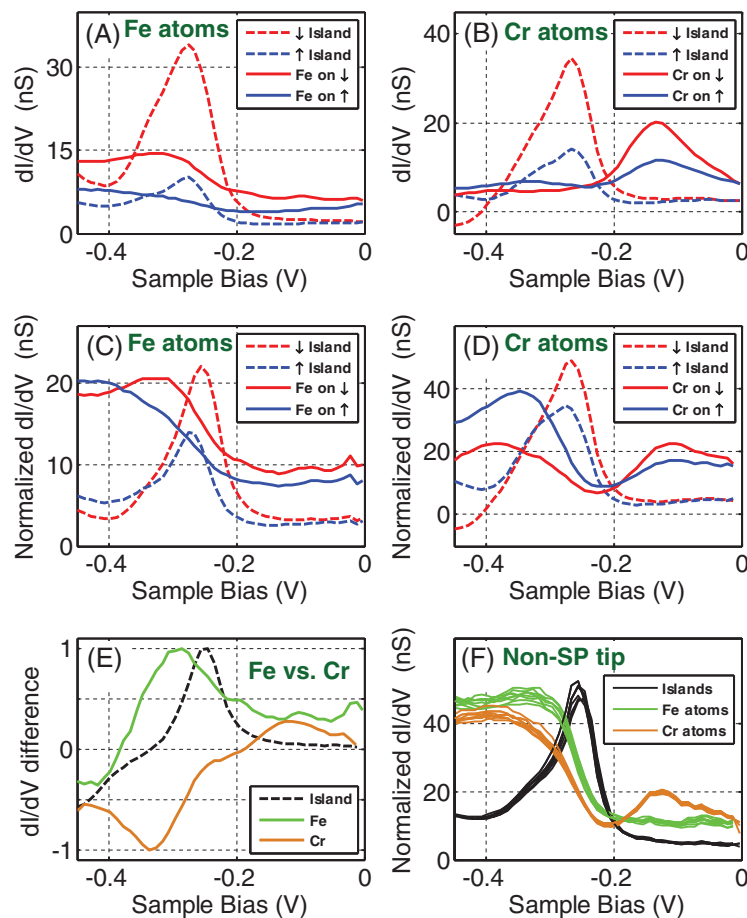 (A) Fe atoms
↓ Island
↑ Island
Fe on ↓
Fe on ↑
dI/dV (nS)
30
15
0
-0.4
-0.2
0
Sample Bias (V)
(B) Cr atoms
↓ Island
↑ Island
Cr on ↓
Cr on ↑
dI/dV (nS)
40
20
0
-0.4
-0.2
0
Sample Bias (V)
(C) Fe atoms
↓ Island
↑ Island
Fe on ↓
Fe on ↑
Normalized dI/dV (nS)
20
10
0
-0.4
-0.2
0
Sample Bias (V)
(D) Cr atoms
↓ Island
↑ Island
Cr on ↓
Cr on ↑
Normalized dI/dV (nS)
40
20
0
-0.4
-0.2
0
Sample Bias (V)
(E) Fe vs. Cr
Island
Fe
Cr
dI/dV difference
1
0
-1
-0.4
-0.2
0
Sample Bias (V)
(F) Non-SP tip
Islands
Fe atoms
Cr atoms
Normalized dI/dV (nS)
40
20
0
-0.4
-0.2
0
Sample Bias (V)